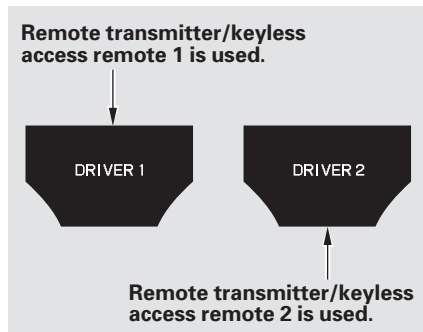 Remote transmitter/keyless
access remote 1 is used.
DRIVER 1
DRIVER 2
Remote transmitter/keyless
access remote 2 is used.